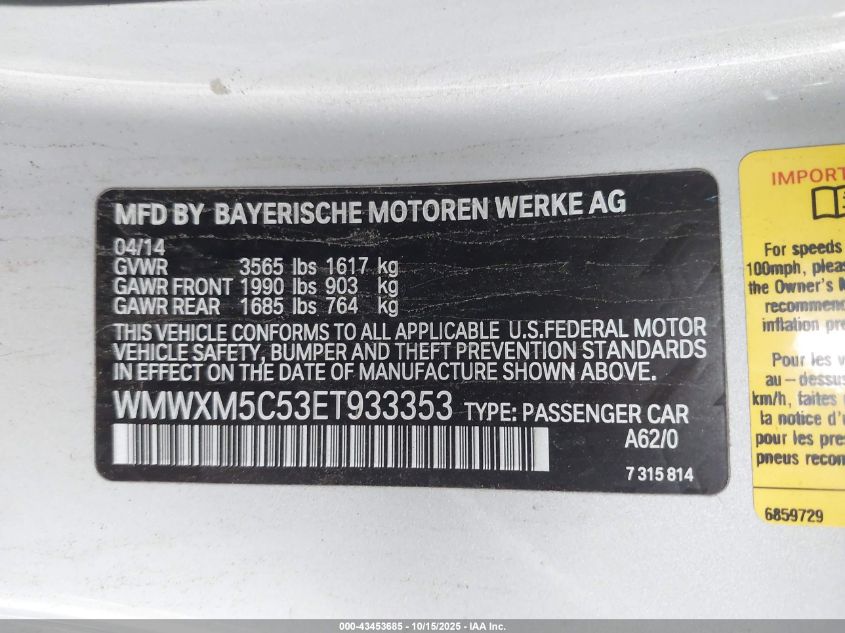 MFD BY BAYERISCHE MOTOREN WERKE AG
04/14
GVWR 3565 lbs 1617 kg
GAWR FRONT 1990 lbs 903 kg
GAWR REAR 1685 lbs 764 kg
THIS VEHICLE CONFORMS TO ALL APPLICABLE U.S.FEDERAL MOTOR
VEHICLE SAFETY, BUMPER AND THEFT PREVENTION STANDARDS
IN EFFECT ON THE DATE OF MANUFACTURE SHOWN ABOVE.
WMWXM5C53ET933353 TYPE: PASSENGER CAR
A62/0
7 315 814
IMPORT
For speeds
100mph, pleas
the Owner's
recommen
inflation pre
Pour les v
au-dessus
km/h, faites
la notice d'
pour les pres
pneus recom
6859729
000-43453685 - 10/15/2025 - IAA Inc.